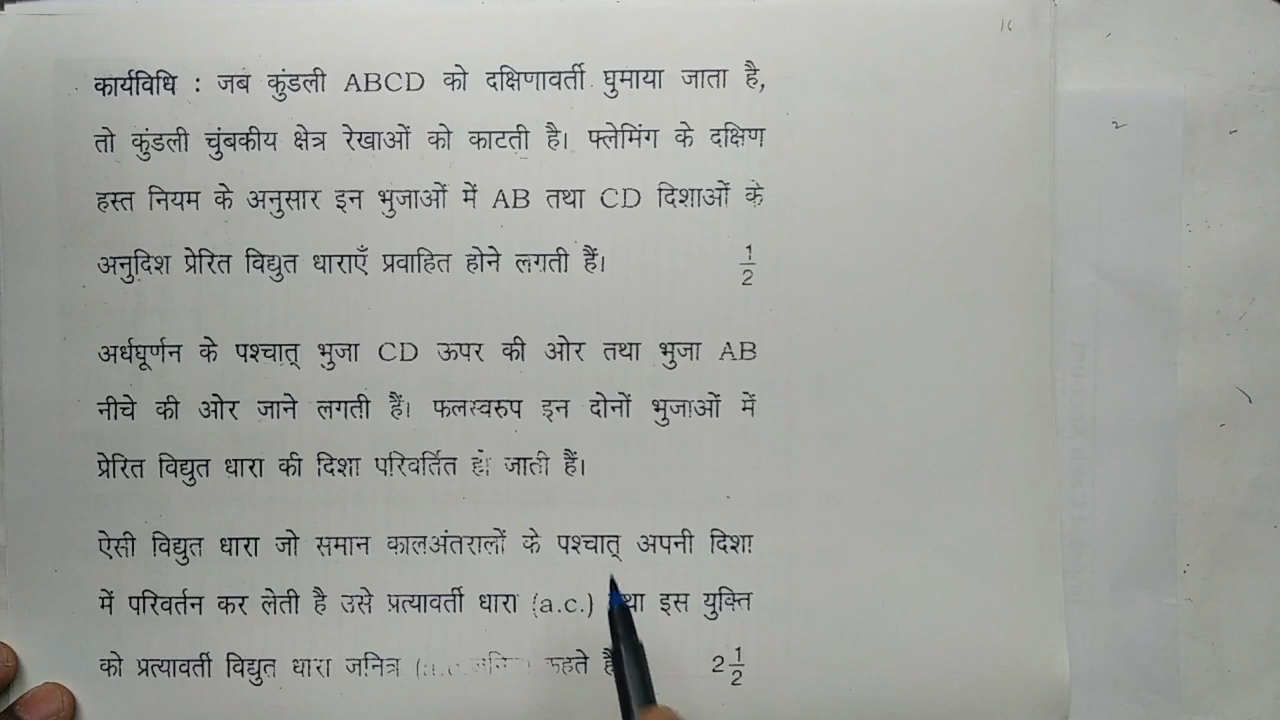 16
कार्यविधि : जब कुंडली ABCD को दक्षिणावर्ती घुमाया जाता है,
तो कुंडली चुंबकीय क्षेत्र रेखाओं को काटती है। फ्लेमिंग के दक्षिण
हस्त नियम के अनुसार इन भुजाओं में AB तथा CD दिशाओं के
अनुदिश प्रेरित विद्युत धाराएँ प्रवाहित होने लगती हैं। 1/2
अर्धघूर्णन के पश्चात् भुजा CD ऊपर की ओर तथा भुजा AB
नीचे की ओर जाने लगती हैं। फलस्वरुप इन दोनों भुजाओं में
प्रेरित विद्युत धारा की दिशा परिवर्तित हो जाती हैं।
ऐसी विद्युत धारा जो समान कालअंतरालों के पश्चात् अपनी दिशा
में परिवर्तन कर लेती है उसे प्रत्यावर्ती धारा (a.c.) तथा इस युक्ति
को प्रत्यावर्ती विद्युत धारा जनित्र (a.c. जनित्र) कहते हैं 2 1/2